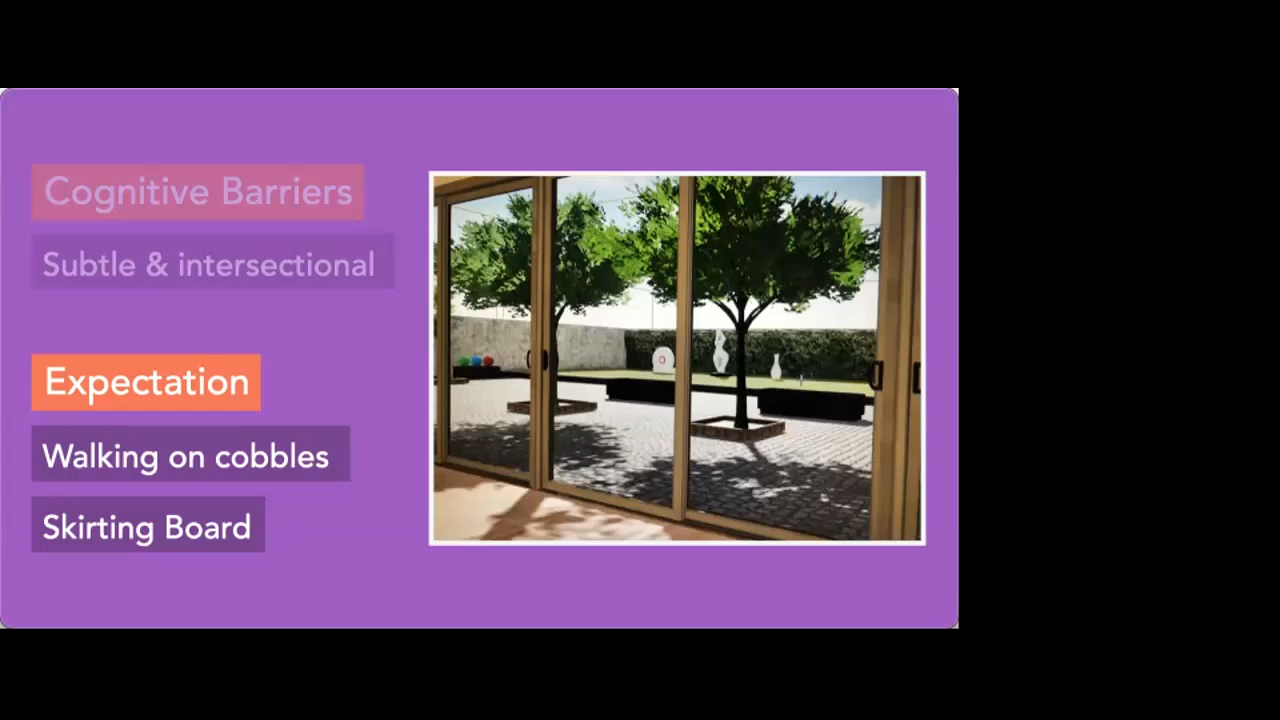 Cognitive Barriers
Subtle & intersectional
Expectation
Walking on cobbles
Skirting Board